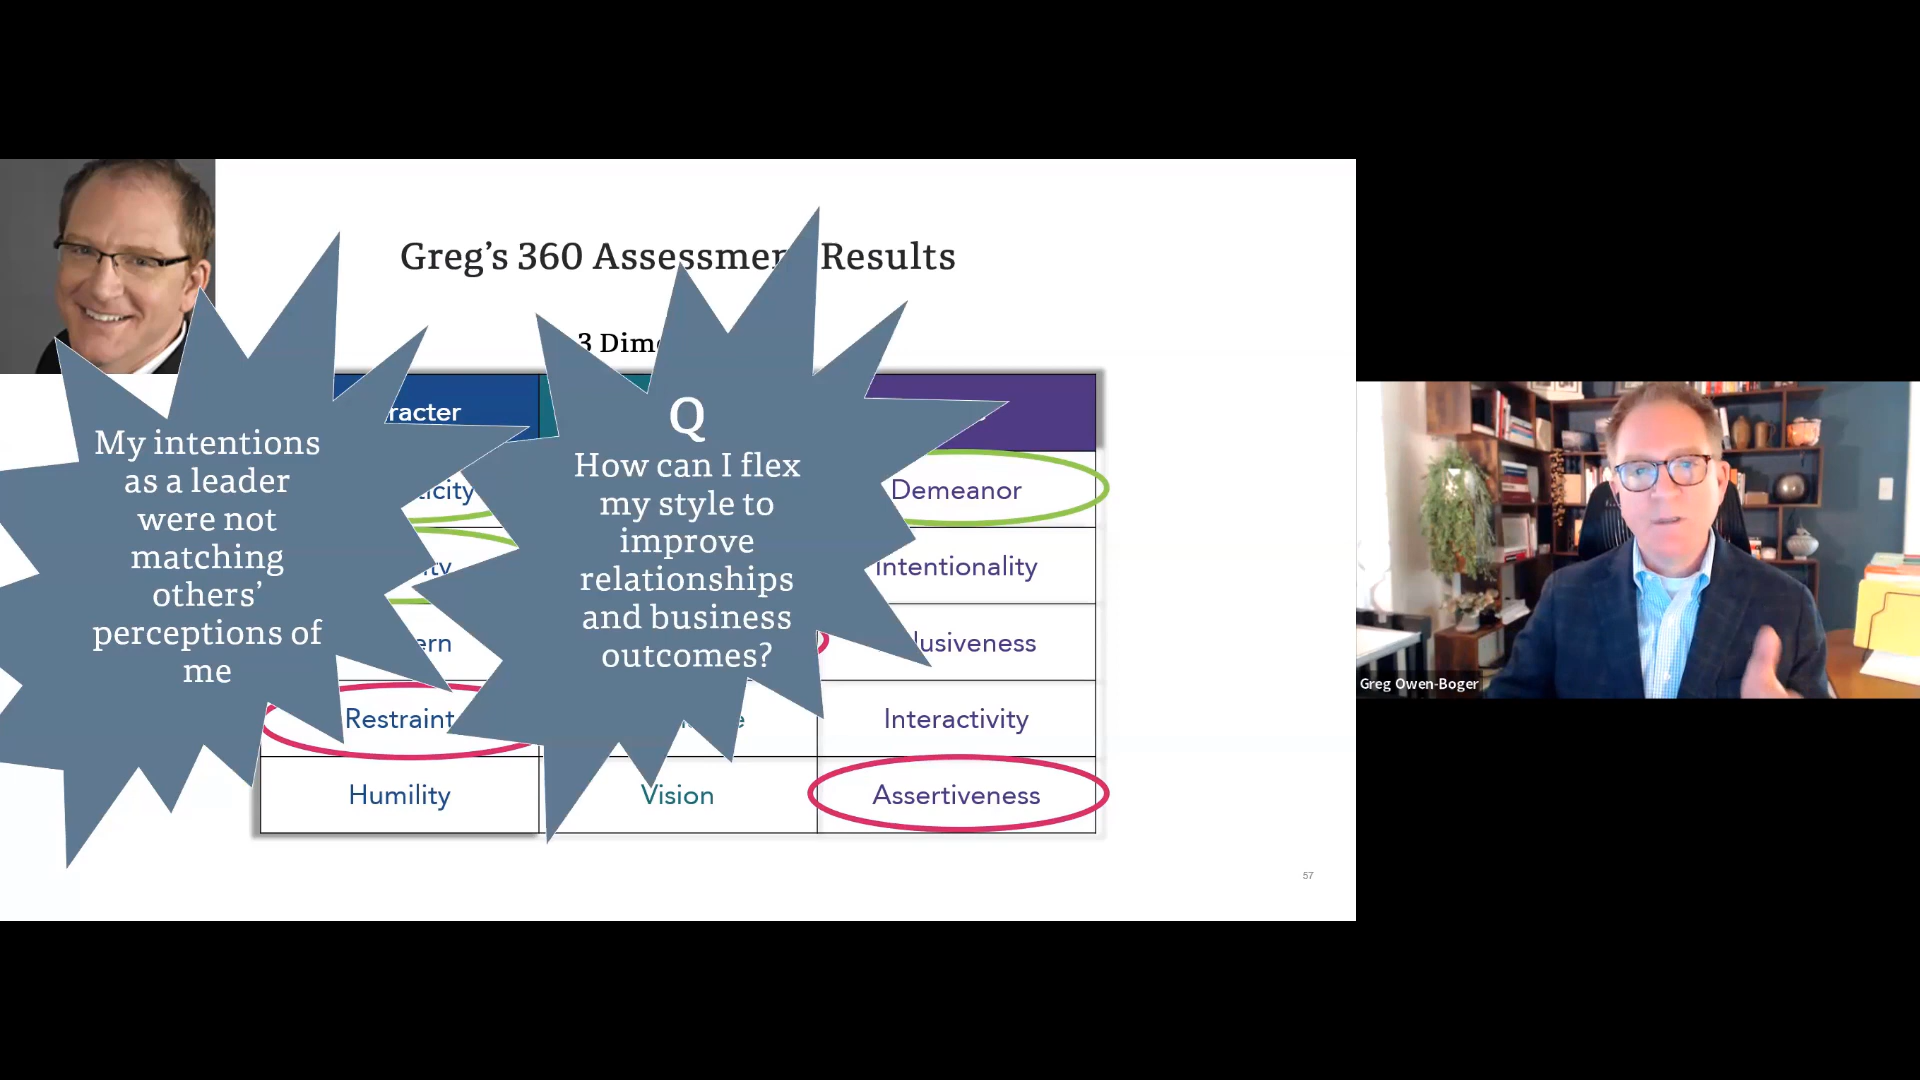 Greg's 360 Assessmen Results
3 Dim
racter
My intentions
as a leader
were not
matching
others'
perceptions of
me
Q
How can I flex
my style to
improve
relationships
and business
outcomes?
Demeanor
Intentionality
lusiveness
Restraint
Interactivity
Humility
Vision
Assertiveness
57
Greg Owen-Boger